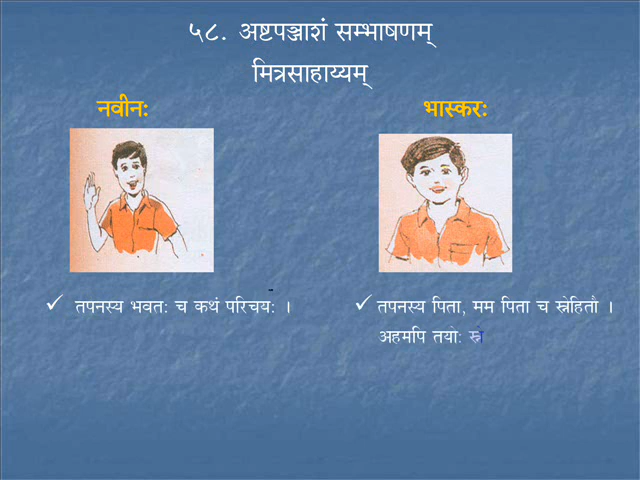 ५८. अष्टपञ्चाशं सम्भाषणम्
मित्रसाहाय्यम्
नवीनः
भास्करः
तपनस्य भवतः च कथं परिचयः ।
तपनस्य पिता, मम पिता च स्नेहितौ ।
अहमपि तयोः